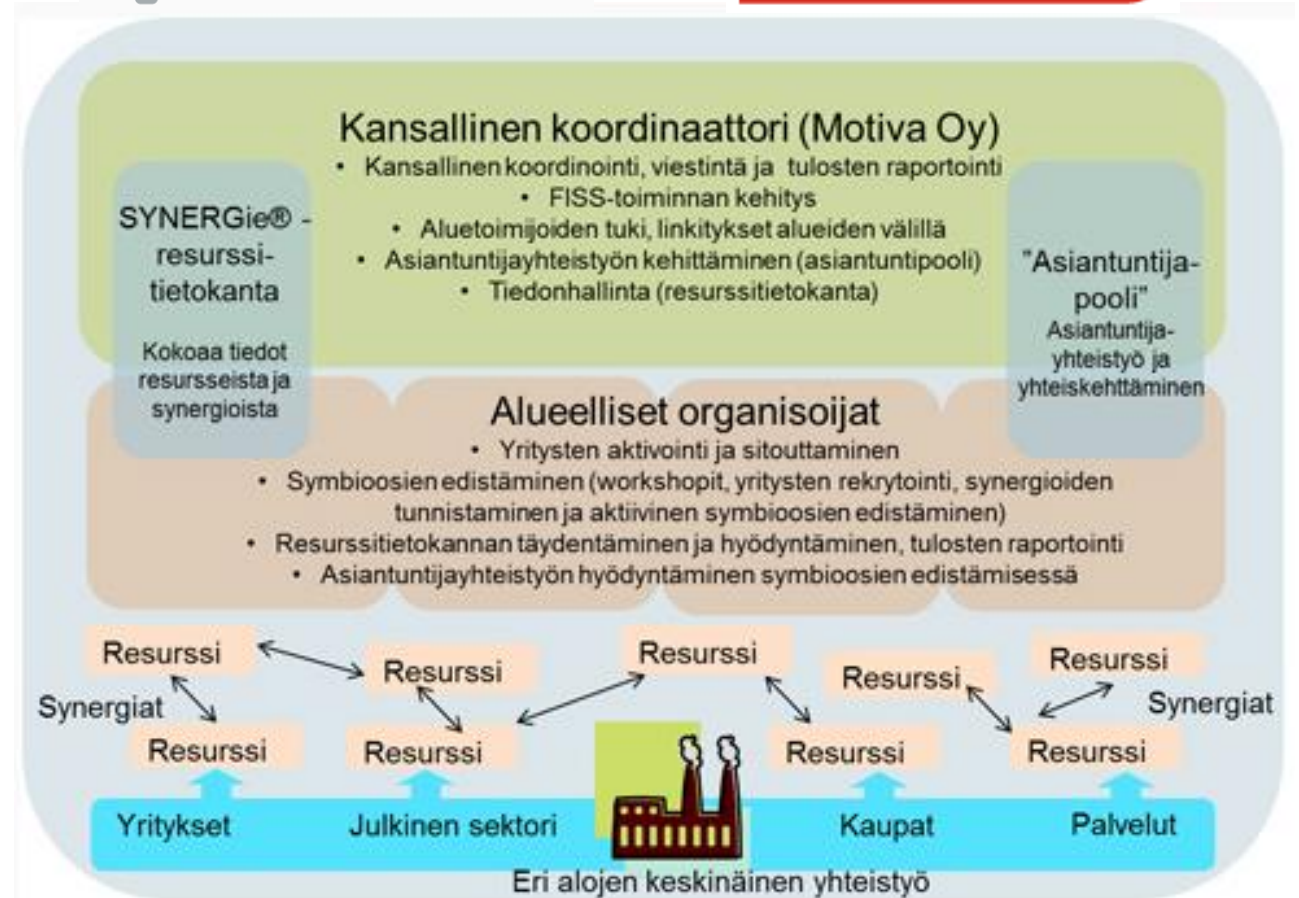 Kansallinen koordinaattori (Motiva Oy)
• Kansallinen koordinointi, viestintä ja tulosten raportointi
• FISS-toiminnan kehitys
• Aluetoimijoiden tuki, linkitykset alueiden välillä
• Asiantuntijayhteistyön kehittäminen (asiantuntipooli)
• Tiedonhallinta (resurssitietokanta)
SYNERGie® -
resurssi-
tietokanta
Kokoaa tiedot
resursseista ja
synergioista
"Asiantuntija-
pooli"
Asiantuntija-
yhteistyö ja
yhteiskehttäminen
Alueelliset organisoijat
• Yritysten aktivointi ja sitouttaminen
• Symbioosien edistäminen (workshopit, yritysten rekrytointi, synergioiden
tunnistaminen ja aktiivinen symbioosien edistäminen)
• Resurssitietokannan täydentäminen ja hyödyntäminen, tulosten raportointi
• Asiantuntijayhteistyön hyödyntäminen symbioosien edistämisessä
Resurssi
Resurssi
Resurssi
Resurssi
Resurssi
Synergiat
Synergiat
Resurssi
Resurssi
Resurssi
Resurssi
Yritykset
Julkinen sektori
Kaupat
Palvelut
Eri alojen keskinäinen yhteistyö